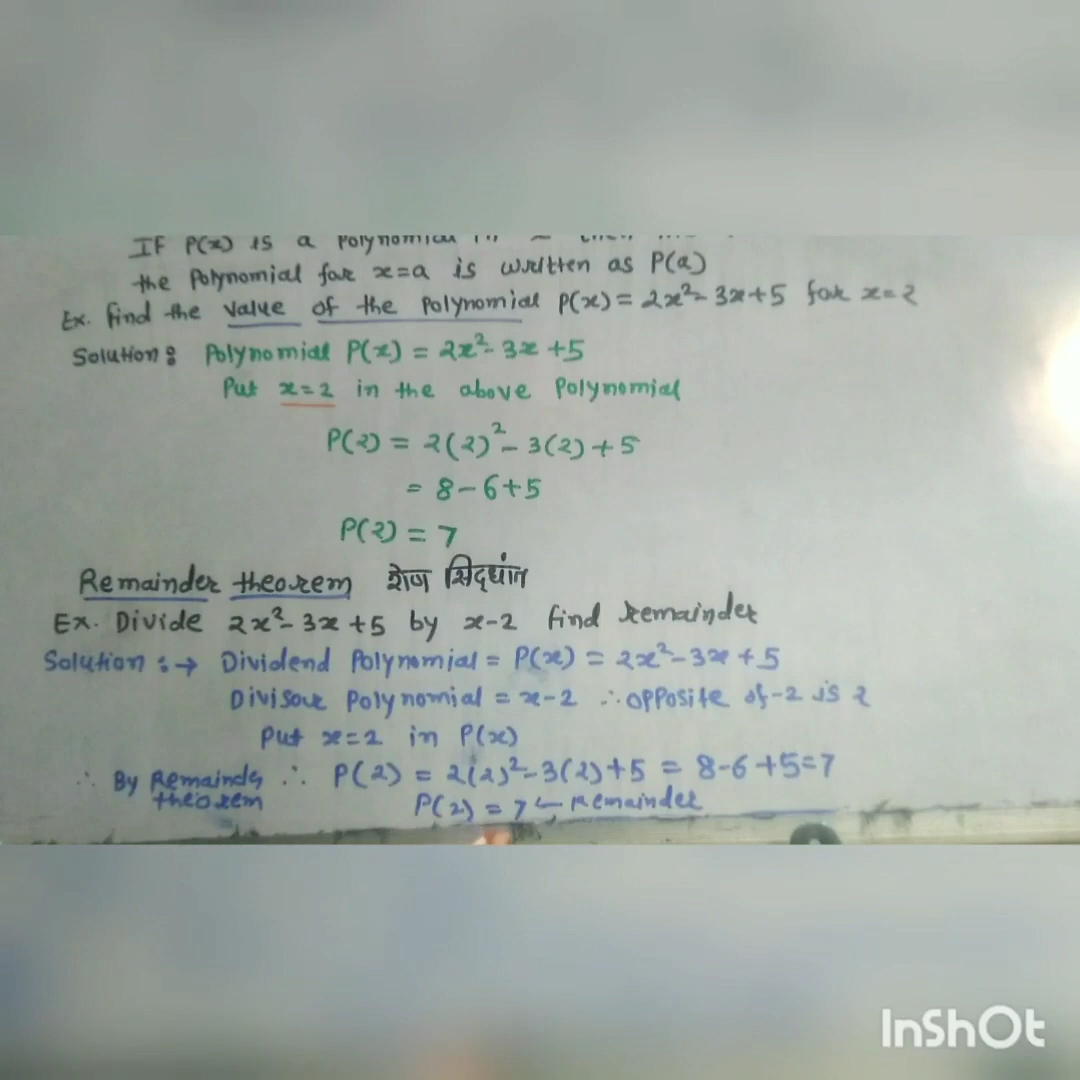 IF P(x) is a Polynomial in
the Polynomial for x=a is written as P(a)
Ex. find the value of the Polynomial P(x) = 2x²- 3x+5 for x=2
Solution: Polynomial P(x) = 2x²- 3x +5
Put x=2 in the above Polynomial
P(2) = 2(2)²- 3(2)+5
= 8-6+5
P(2) = 7
Remainder theorem शेष सिद्धांत
Ex. Divide 2x²- 3x +5 by x-2 find remainder
Solution :→ Dividend Polynomial = P(x) = 2x²-3x+5
Divisor Polynomial = x-2 ∴ opposite of -2 is 2
Put x=2 in P(x)
∴ By Remainder ∴ P(2) = 2(2)²-3(2)+5 = 8-6+5=7
theorem P(2) = 7 ← Remainder
InShOt